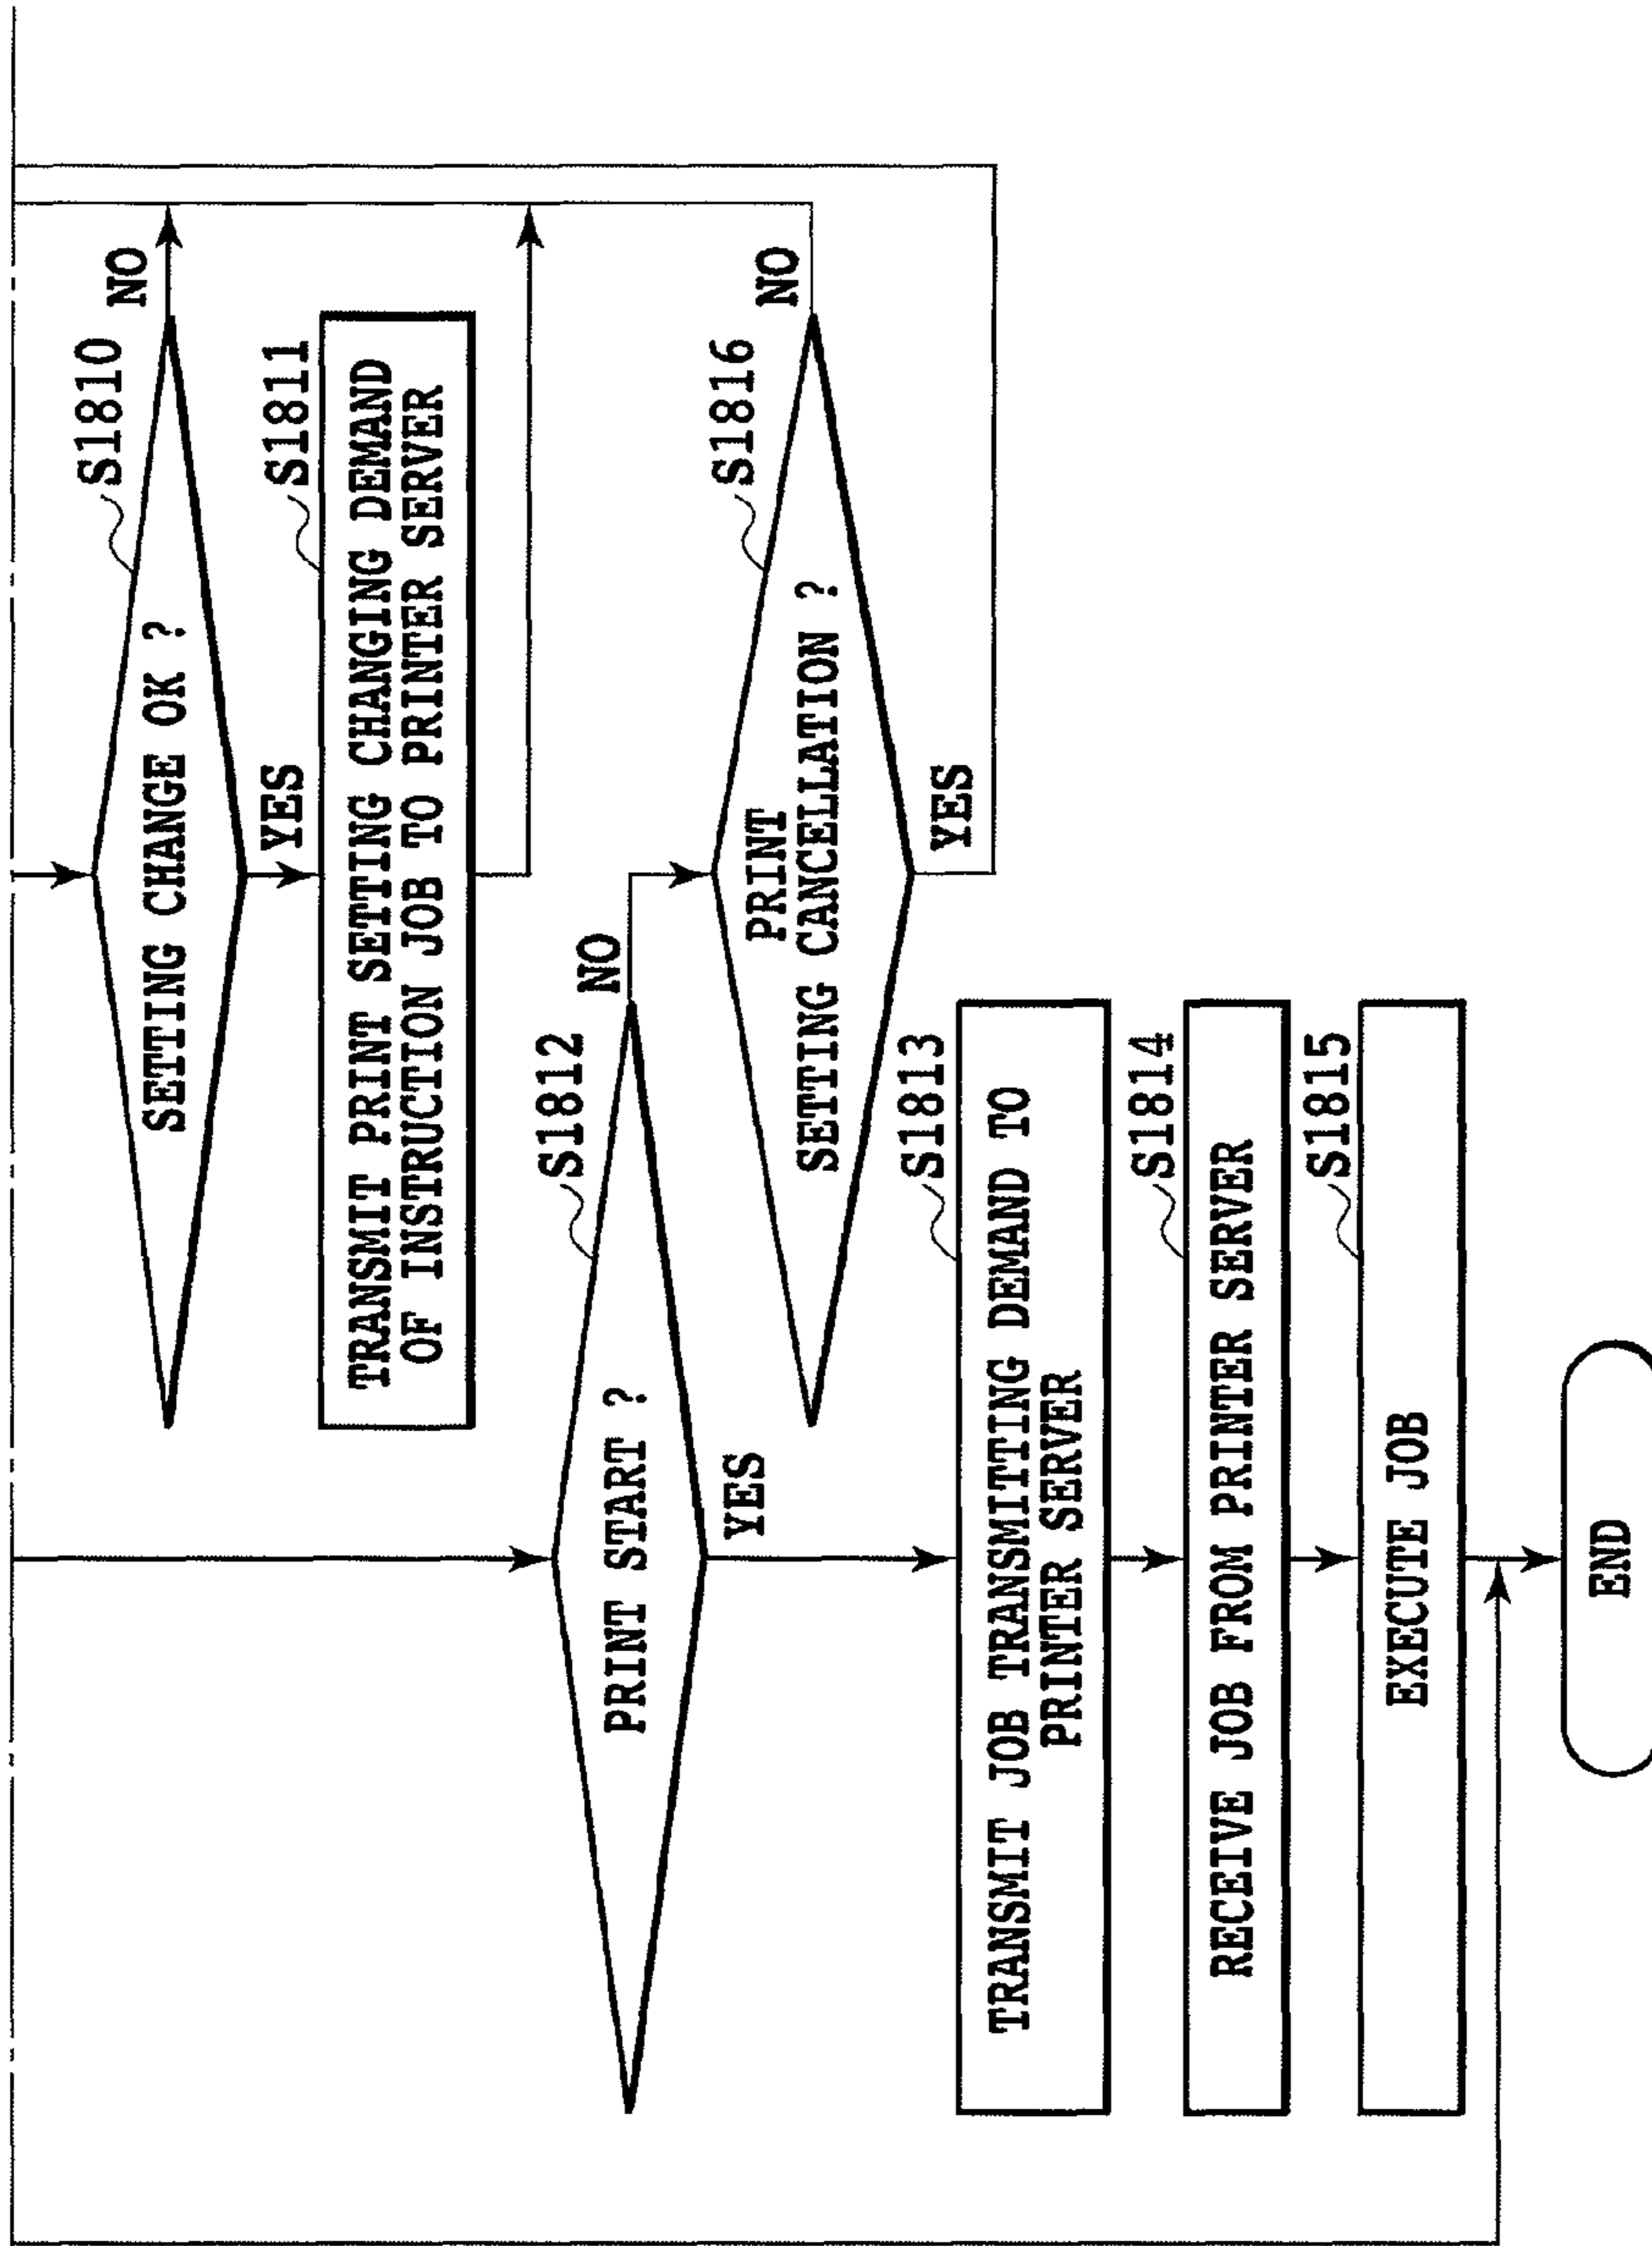 S1810
SETTING CHANGE OK ?
NO
YES
S1811
TRANSMIT PRINT SETTING CHANGING DEMAND
OF INSTRUCTION JOB TO PRINTER SERVER
S1812
PRINT START ?
NO
YES
S1816
PRINT
SETTING CANCELLATION ?
NO
YES
S1813
TRANSMIT JOB TRANSMITTING DEMAND TO
PRINTER SERVER
S1814
RECEIVE JOB FROM PRINTER SERVER
S1815
EXECUTE JOB
END